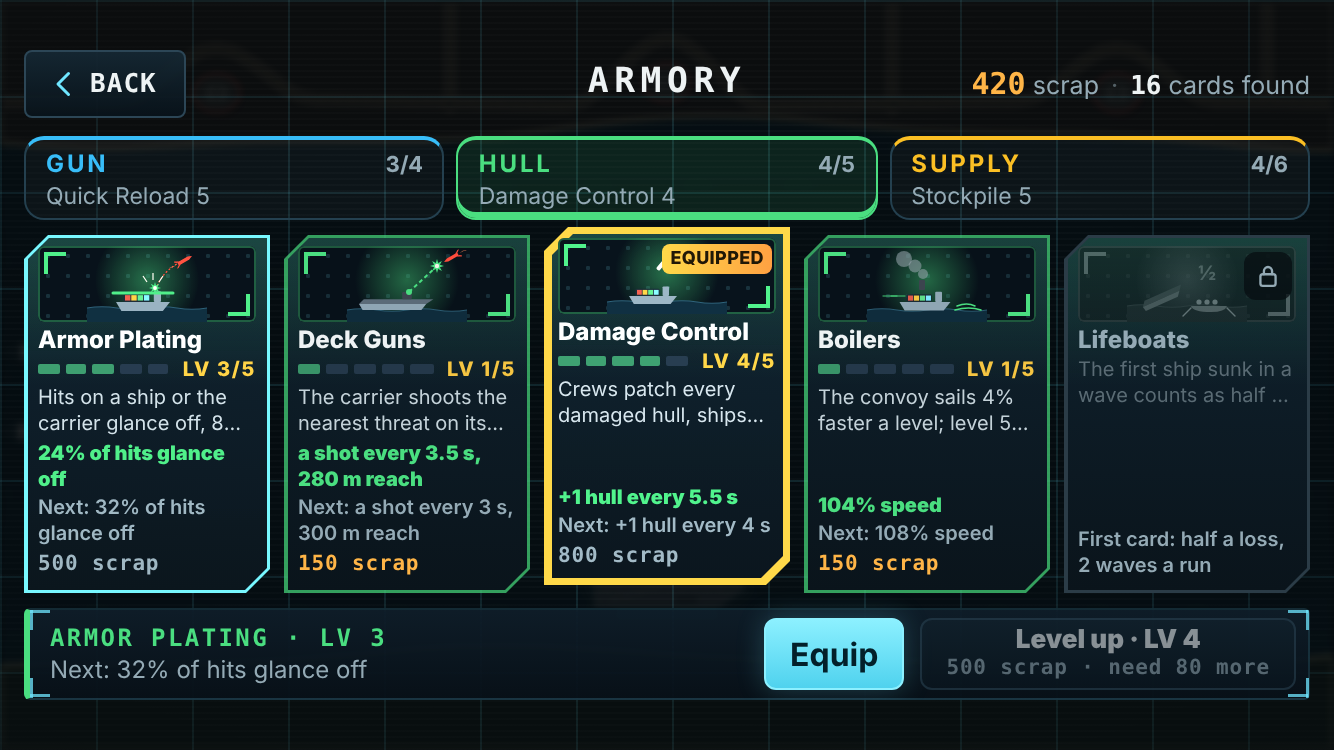 BACK
ARMORY
420 scrap · 16 cards found
GUN 3/4
Quick Reload 5
HULL 4/5
Damage Control 4
SUPPLY 4/6
Stockpile 5
Armor Plating
LV 3/5
Hits on a ship or the
carrier glance off, 8...
24% of hits glance
off
Next: 32% of hits
glance off
500 scrap
Deck Guns
LV 1/5
The carrier shoots the
nearest threat on its...
a shot every 3.5 s,
280 m reach
Next: a shot every 3 s,
300 m reach
150 scrap
EQUIPPED
Damage Control
LV 4/5
Crews patch every
damaged hull, ships...
+1 hull every 5.5 s
Next: +1 hull every 4 s
800 scrap
Boilers
LV 1/5
The convoy sails 4%
faster a level; level 5...
104% speed
Next: 108% speed
150 scrap
½
Lifeboats
The first ship sunk in a
wave counts as half ...
First card: half a loss,
2 waves a run
ARMOR PLATING · LV 3
Next: 32% of hits glance off
Equip
Level up · LV 4
500 scrap · need 80 more